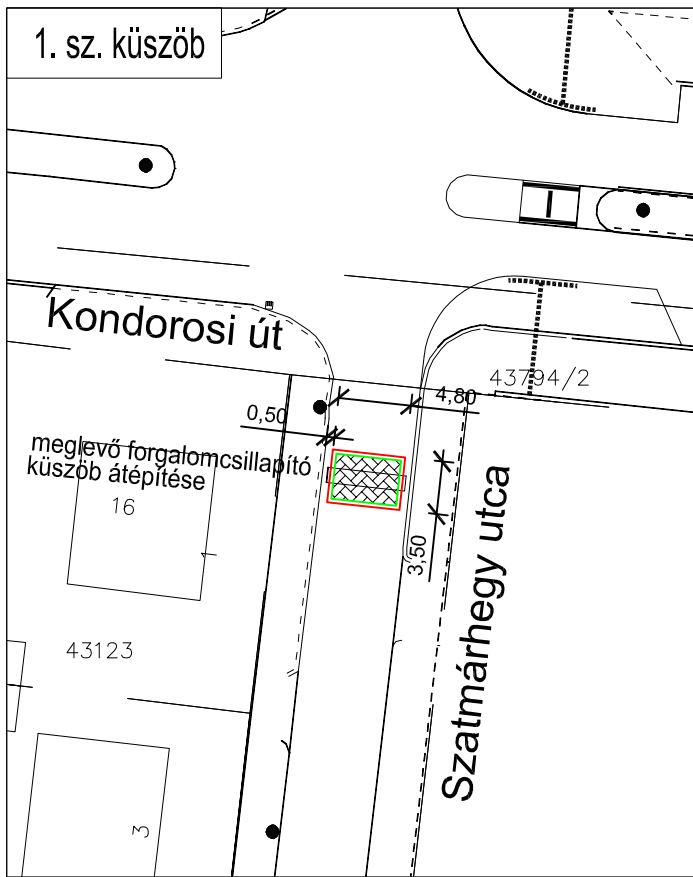 1. sz. küszöb
Kondorosi út
43794/2
4,80
0,50
meglevő forgalomcsillapító
küszöb átépítése
16
1
3,50
Szatmárhegy utca
43123
3